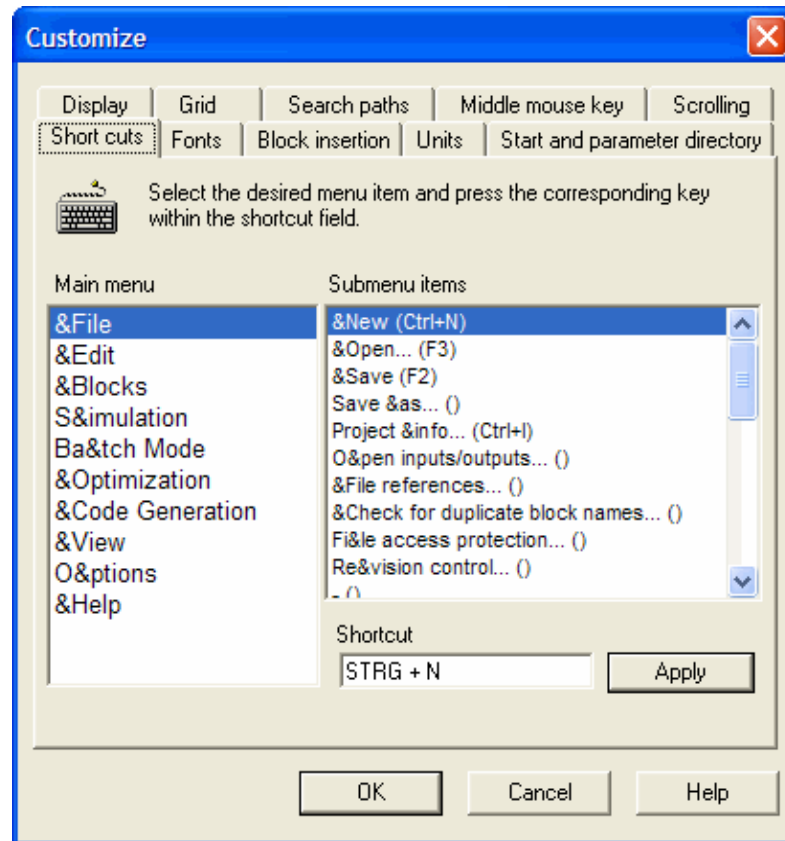 Customize
Display Grid Search paths Middle mouse key Scrolling
Short cuts Fonts Block insertion Units Start and parameter directory
Select the desired menu item and press the corresponding key
within the shortcut field.
Main menu
&File
&Edit
&Blocks
S&imulation
Ba&tch Mode
&Optimization
&Code Generation
&View
O&ptions
&Help
Submenu items
&New (Ctrl+N)
&Open... (F3)
&Save (F2)
Save &as... ()
Project &info... (Ctrl+I)
O&pen inputs/outputs... ()
&File references... ()
&Check for duplicate block names... ()
Fi&le access protection... ()
Re&vision control... ()
- ()
Shortcut
STRG + N
Apply
OK Cancel Help